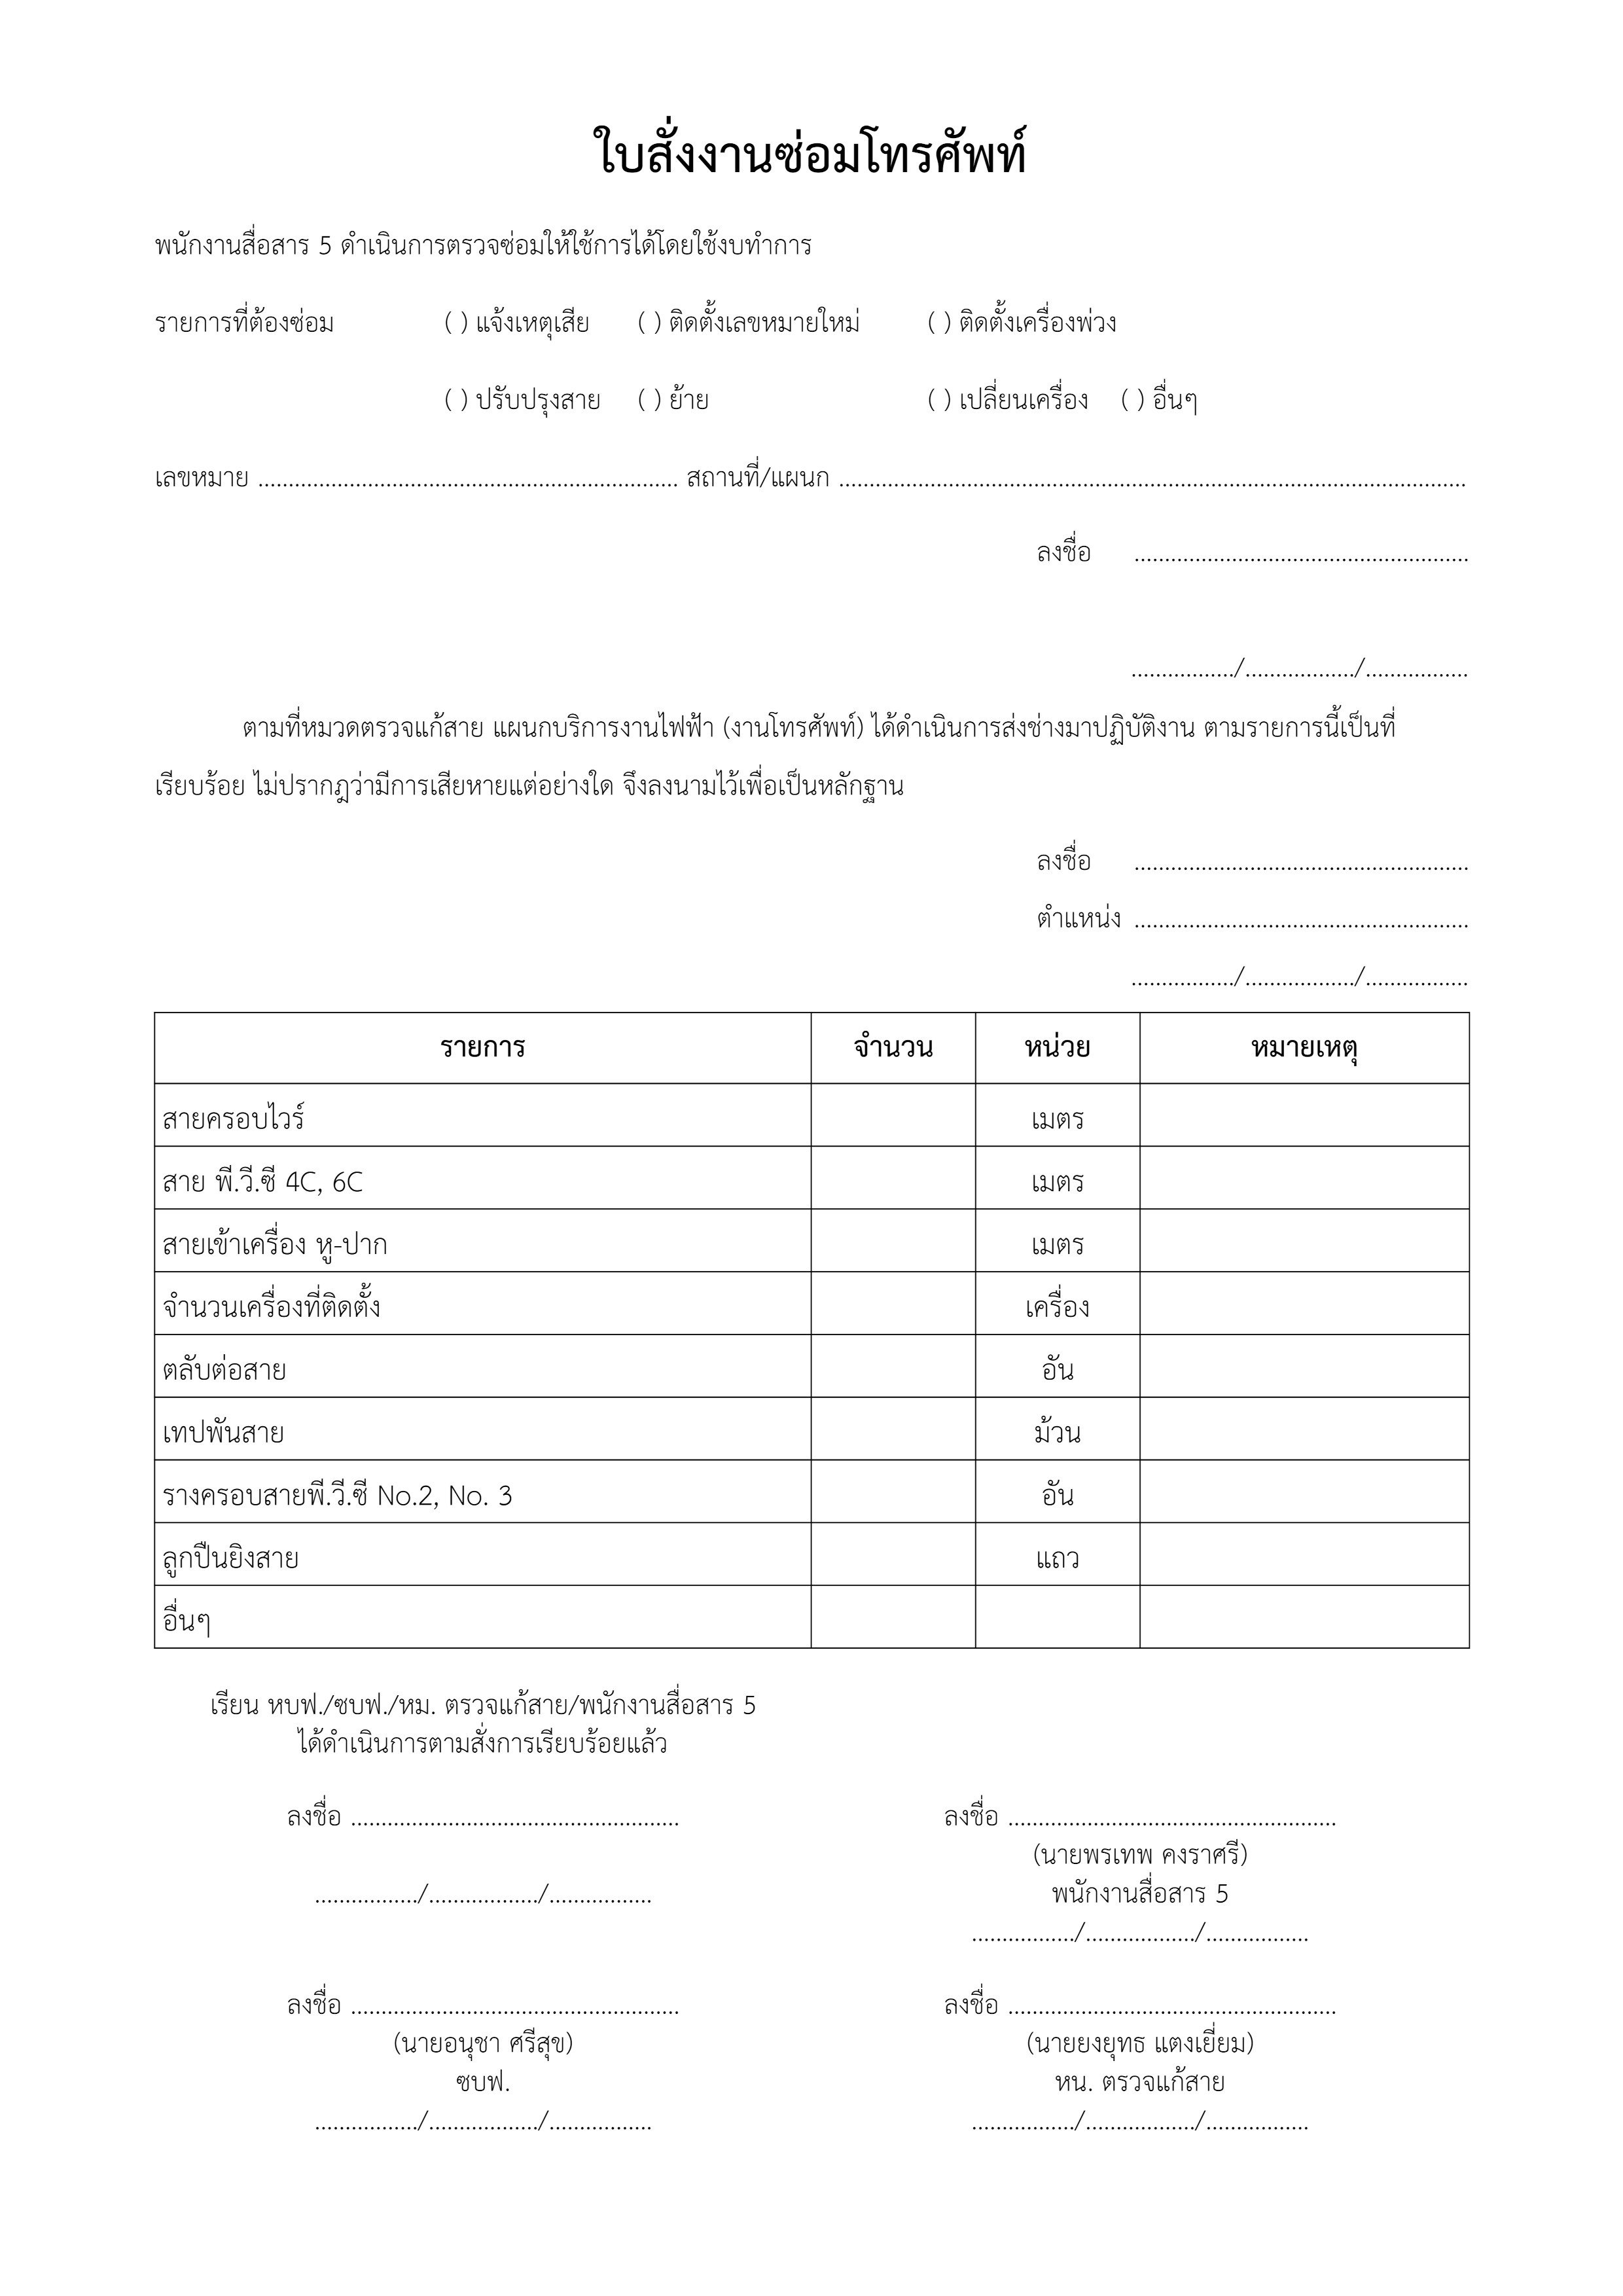 ใบสั่งงานซ่อมโทรศัพท์
พนักงานสื่อสาร 5 ดำเนินการตรวจซ่อมให้ใช้การได้โดยใช้งบทำการ
รายการที่ต้องซ่อม ( ) แจ้งเหตุเสีย ( ) ติดตั้งเลขหมายใหม่ ( ) ติดตั้งเครื่องพ่วง
( ) ปรับปรุงสาย ( ) ย้าย ( ) เปลี่ยนเครื่อง ( ) อื่นๆ
เลขหมาย ..................................................................... สถานที่/แผนก .......................................................................................................
ลงชื่อ .......................................................
................./................../.................
ตามที่หมวดตรวจแก้สาย แผนกบริการงานไฟฟ้า (งานโทรศัพท์) ได้ดำเนินการส่งช่างมาปฏิบัติงาน ตามรายการนี้เป็นที่
เรียบร้อย ไม่ปรากฎว่ามีการเสียหายแต่อย่างใด จึงลงนามไว้เพื่อเป็นหลักฐาน
ลงชื่อ .......................................................
ตำแหน่ง .......................................................
................./................../.................
รายการ จำนวน หน่วย หมายเหตุ
สายครอบไวร์ เมตร
สาย พี.วี.ซี 4C, 6C เมตร
สายเข้าเครื่อง หู-ปาก เมตร
จำนวนเครื่องที่ติดตั้ง เครื่อง
ตลับต่อสาย อัน
เทปพันสาย ม้วน
รางครอบสายพี.วี.ซี No.2, No. 3 อัน
ลูกปืนยิงสาย แถว
อื่นๆ
เรียน หบฟ./ซบฟ./หม. ตรวจแก้สาย/พนักงานสื่อสาร 5
ได้ดำเนินการตามสั่งการเรียบร้อยแล้ว
ลงชื่อ ...................................................... ลงชื่อ ......................................................
(นายพรเทพ คงราศรี)
................./................../................. พนักงานสื่อสาร 5
................./................../.................
ลงชื่อ ...................................................... ลงชื่อ ......................................................
(นายอนุชา ศรีสุข) (นายยงยุทธ แตงเยี่ยม)
ซบฟ. หน. ตรวจแก้สาย
................./................../................. ................./................../.................